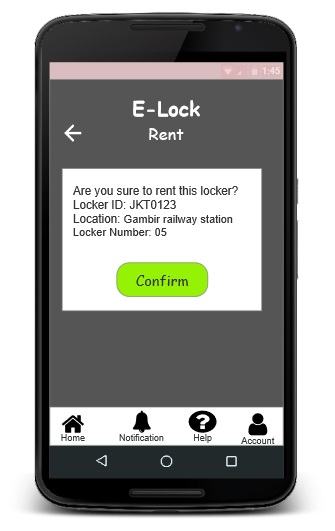 1:45
E-Lock
Rent
Are you sure to rent this locker?
Locker ID: JKT0123
Location: Gambir railway station
Locker Number: 05
Confirm
Home
Notification
Help
Account